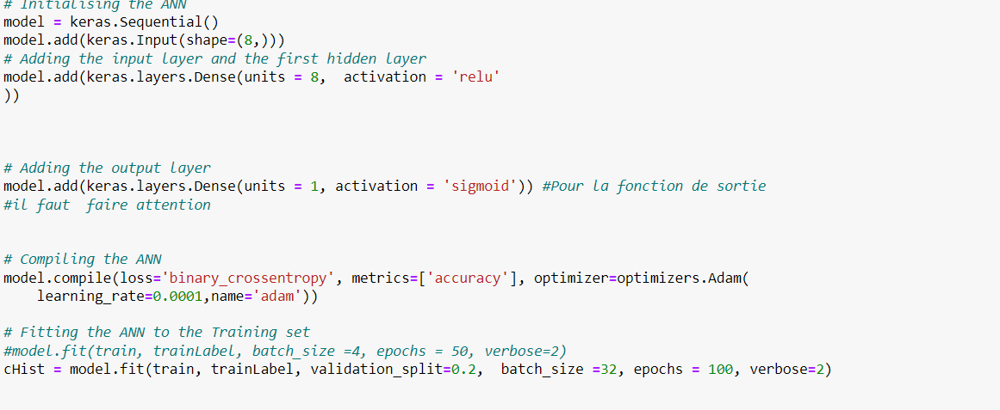 # Initialising the ANN
model = keras.Sequential()
model.add(keras.Input(shape=(8,)))
# Adding the input layer and the first hidden layer
model.add(keras.layers.Dense(units = 8,  activation = 'relu'
))
# Adding the output layer
model.add(keras.layers.Dense(units = 1, activation = 'sigmoid')) #Pour la fonction de sortie
#il faut  faire attention
# Compiling the ANN
model.compile(loss='binary_crossentropy', metrics=['accuracy'], optimizer=optimizers.Adam(
    learning_rate=0.0001,name='adam'))
# Fitting the ANN to the Training set
#model.fit(train, trainLabel, batch_size =4, epochs = 50, verbose=2)
cHist = model.fit(train, trainLabel, validation_split=0.2,  batch_size =32, epochs = 100, verbose=2)